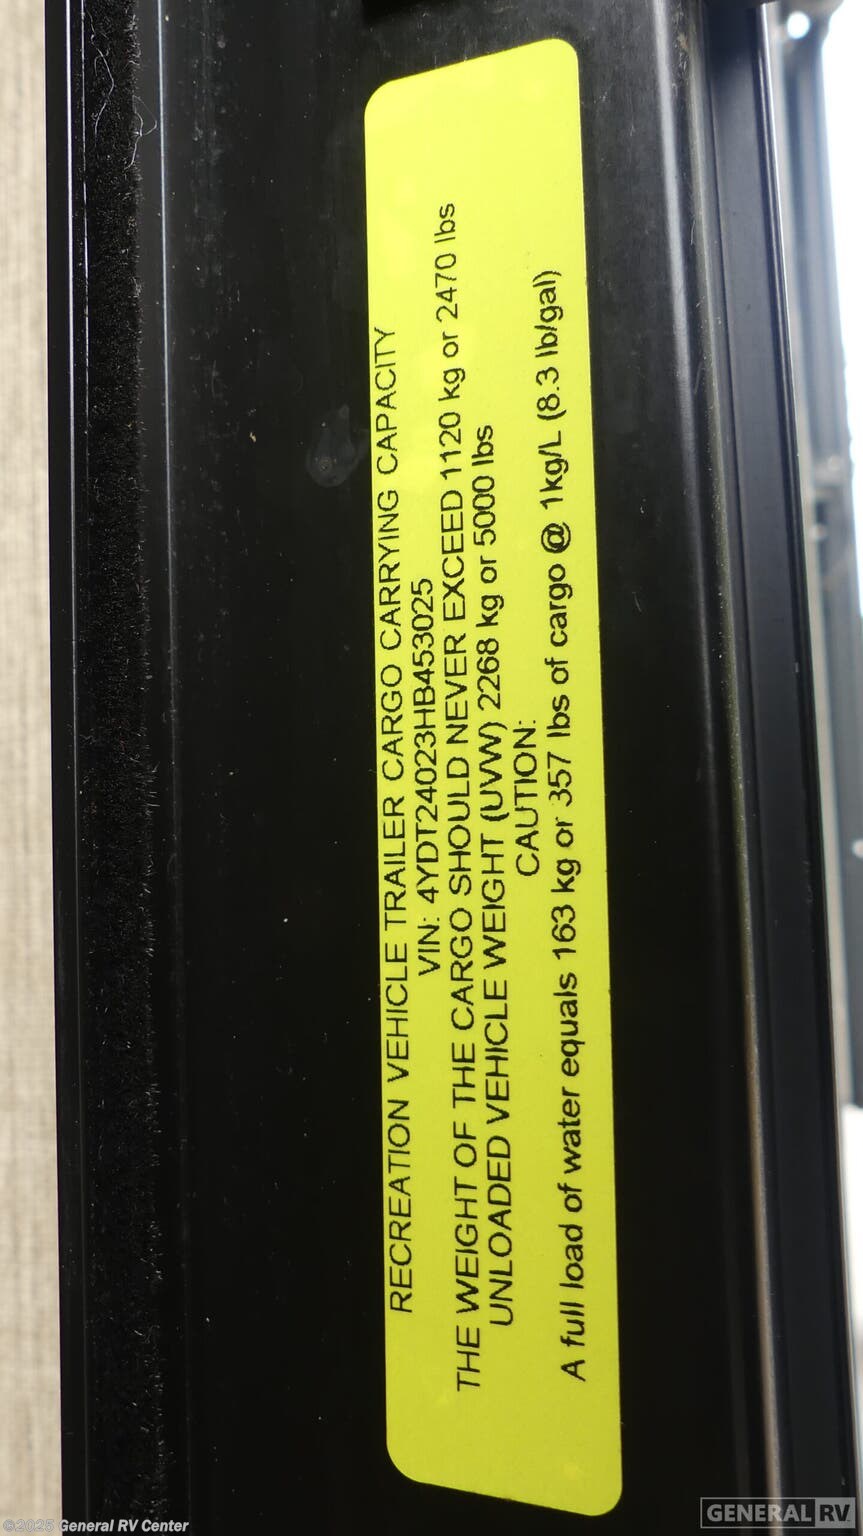 RECREATION VEHICLE TRAILER CARGO CARRYING CAPACITY
VIN: 4YDT24023HB453025
THE WEIGHT OF THE CARGO SHOULD NEVER EXCEED 1120 kg or 2470 lbs
UNLOADED VEHICLE WEIGHT (UVW) 2268 kg or 5000 lbs
CAUTION:
A full load of water equals 163 kg or 357 lbs of cargo @ 1kg/L (8.3 lb/gal)
©2025 General RV Center
GENERAL RV